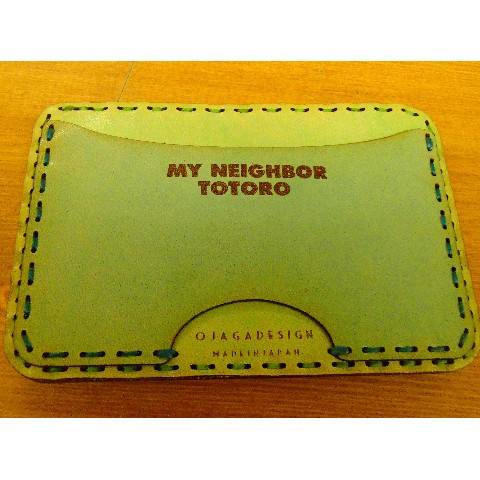 MY NEIGHBOR
TOTORO
OJAGADESIGN
MADE IN JAPAN